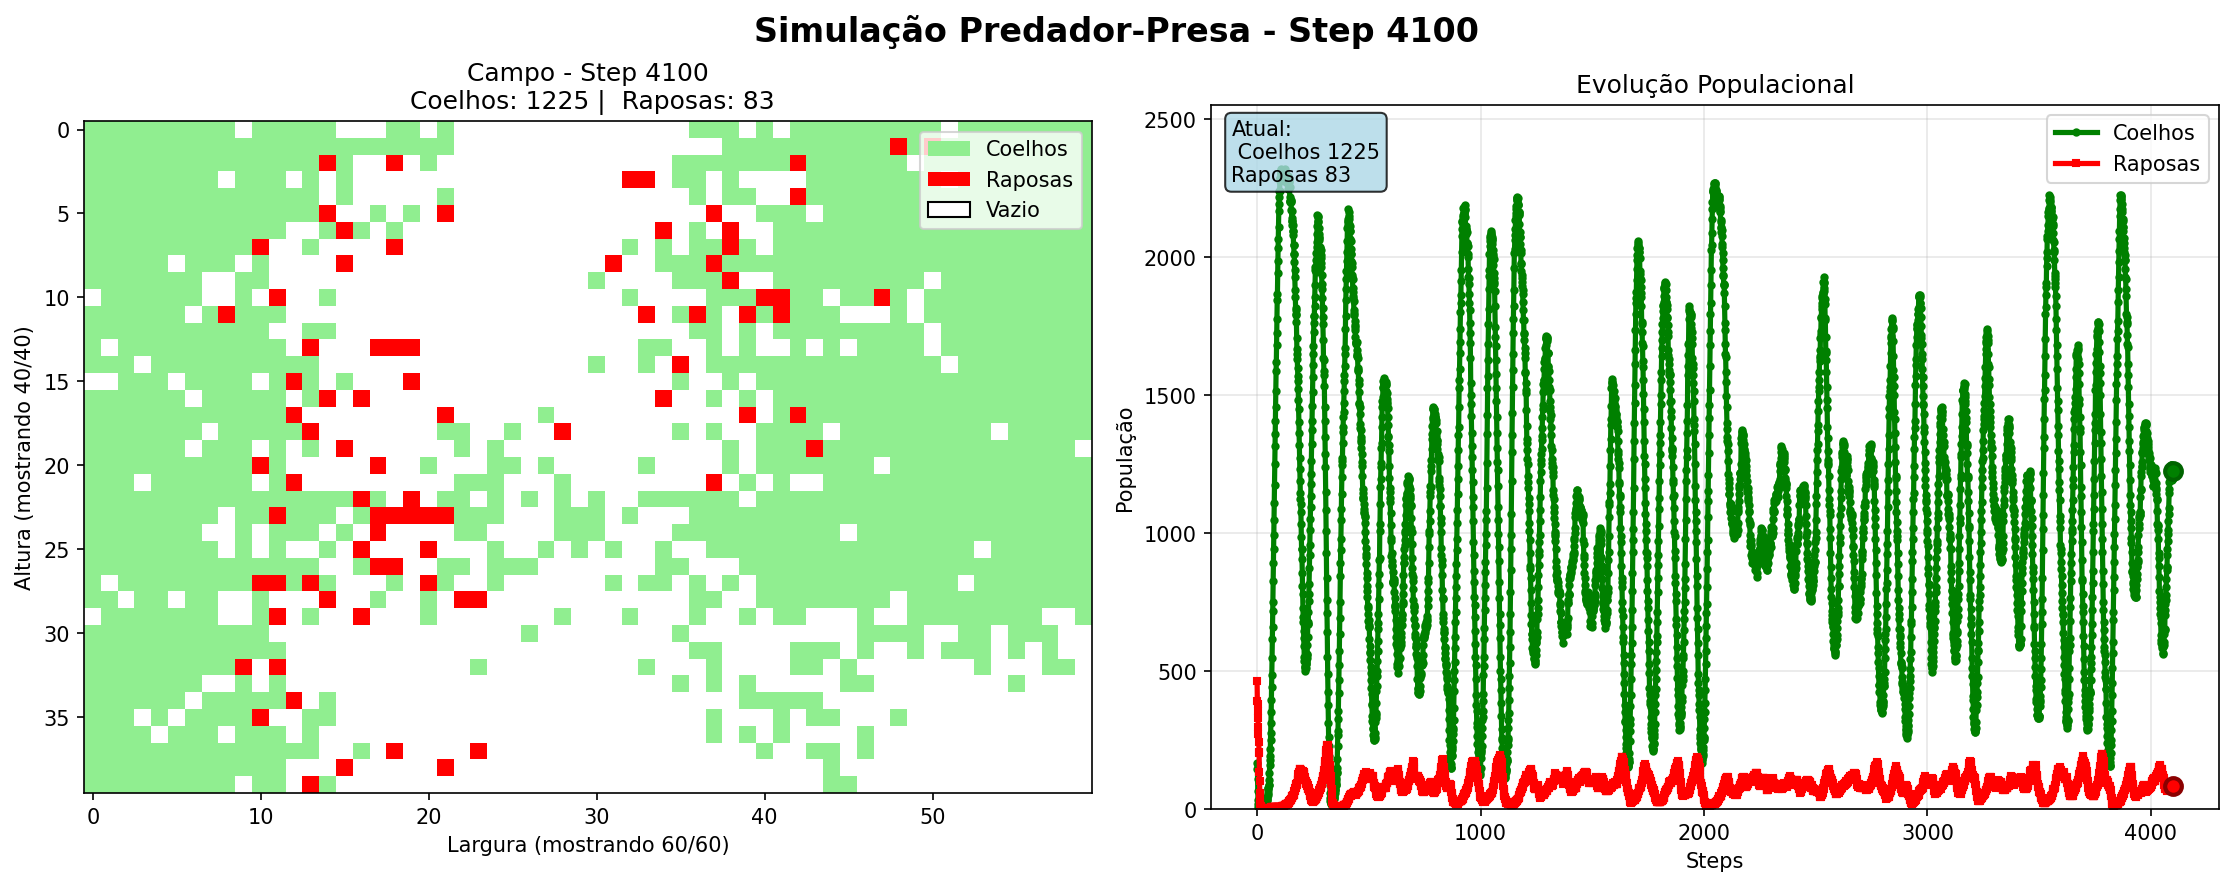 Simulação Predador-Presa - Step 4100
Campo - Step 4100
Coelhos: 1225 |  Raposas: 83
Coelhos
Raposas
Vazio
0
5
10
15
20
25
30
35
Altura (mostrando 40/40)
0
10
20
30
40
50
Largura (mostrando 60/60)
Evolução Populacional
Atual:
Coelhos 1225
Raposas 83
Coelhos
Raposas
2500
2000
1500
1000
500
0
População
0
1000
2000
3000
4000
Steps